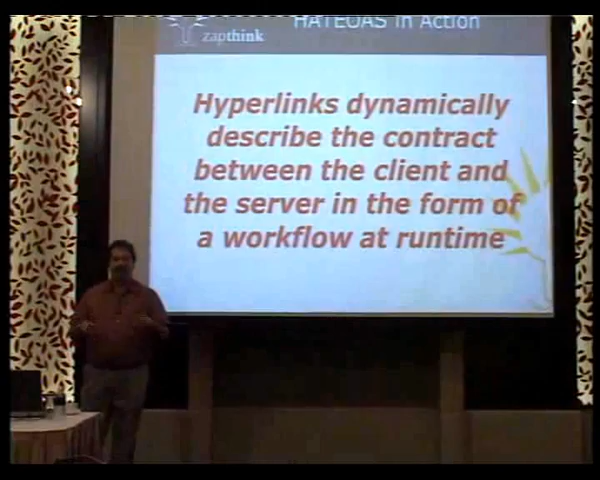 HATEOAS in Action
zapthink
Hyperlinks dynamically
describe the contract
between the client and
the server in the form of
a workflow at runtime